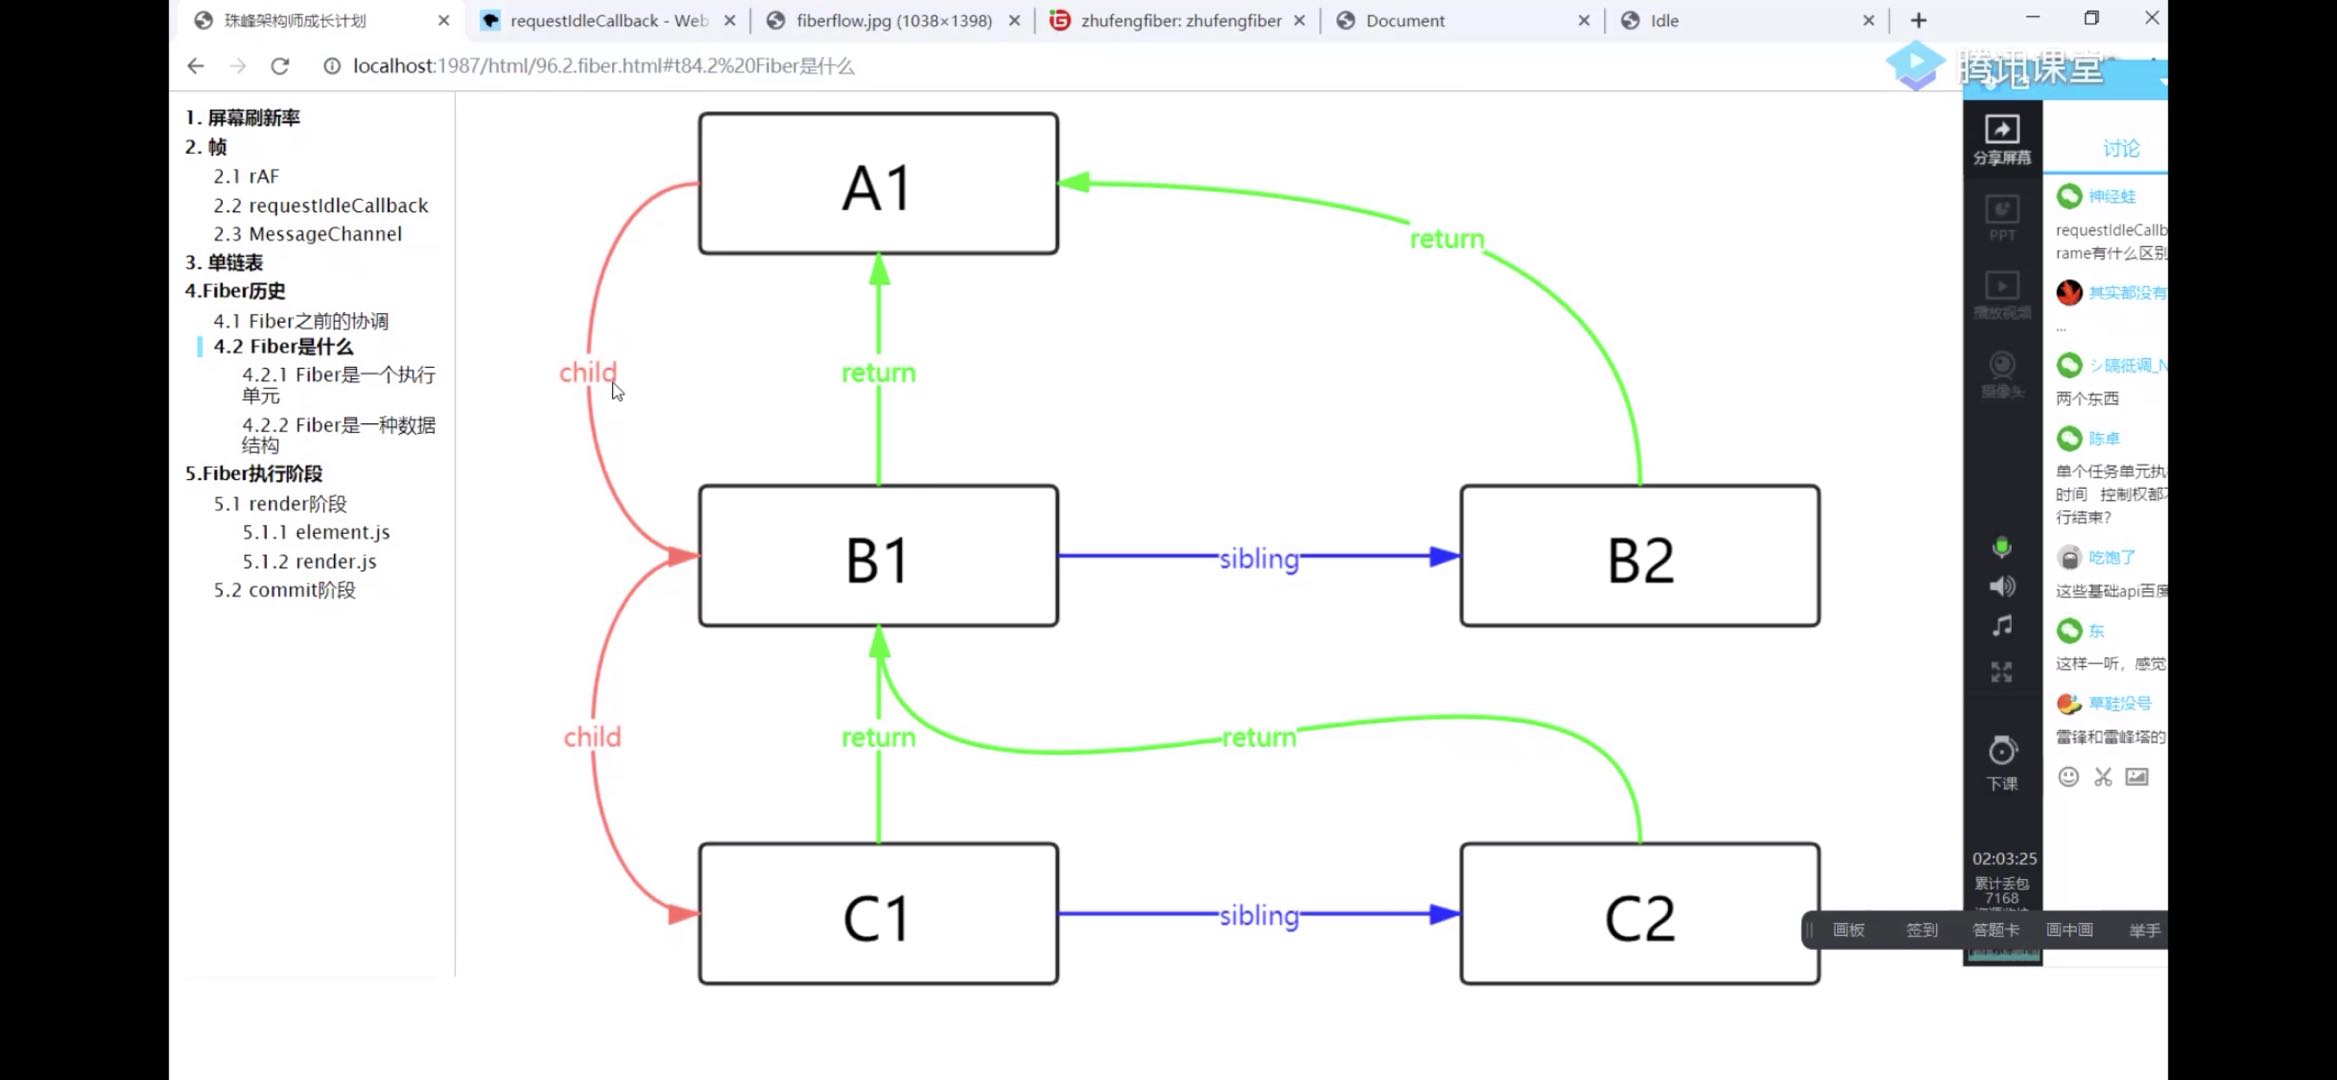 珠峰架构师成长计划
requestIdleCallback - Web
fiberflow.jpg (1038×1398)
zhufengfiber: zhufengfiber
Document
Idle
localhost:1987/html/96.2.fiber.html#t84.2%20Fiber是什么
腾讯课堂
1. 屏幕刷新率
2. 帧
2.1 rAF
2.2 requestIdleCallback
2.3 MessageChannel
3. 单链表
4.Fiber历史
4.1 Fiber之前的协调
4.2 Fiber是什么
4.2.1 Fiber是一个执行
单元
4.2.2 Fiber是一种数据
结构
5.Fiber执行阶段
5.1 render阶段
5.1.1 element.js
5.1.2 render.js
5.2 commit阶段
A1
return
child
return
B1
sibling
B2
child
return
return
C1
sibling
C2
分享屏幕
PPT
播放视频
摄像头
下课
02:03:25
累计丢包
7168
讨论
神经蛙
requestIdleCallb
rame有什么区别
其实都没有
...
两个东西
陈卓
单个任务单元执
时间 控制权都
行结束?
吃饱了
这些基础api百度
东
这样一听，感觉
草鞋没号
雷锋和雷峰塔的
画板
签到
答题卡
画中画
举手